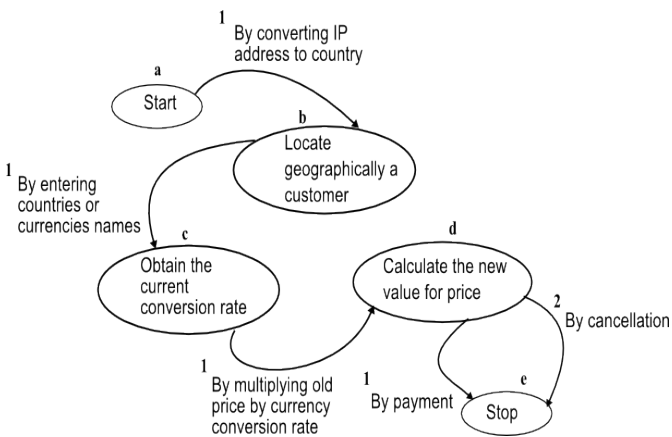 1
By converting IP
address to country
a
Start
b
Locate
geographically a
customer
1
By entering
countries or
currencies names
c
Obtain the
current
conversion rate
d
Calculate the new
value for price
2
By cancellation
1
By multiplying old
price by currency
conversion rate
1
By payment
e
Stop